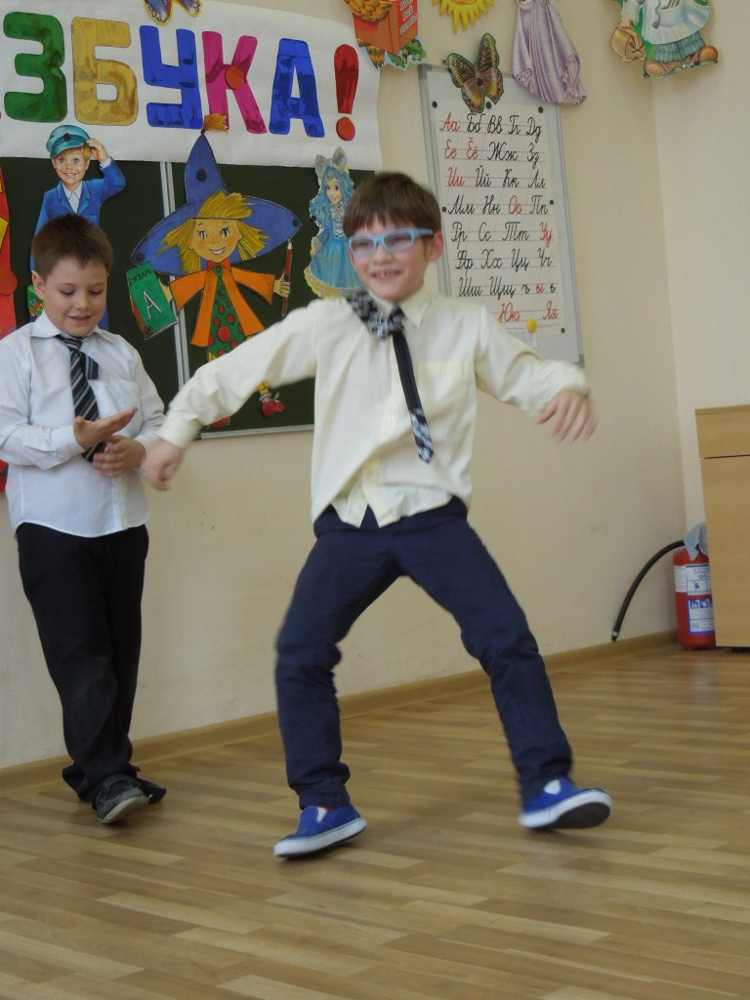 ЗБУКА!
Аа Бб Вв Гг Дд
Ее Ёё Жж Зз
Ии Йй Кк Лл
Мм Нн Оо Пп
Рр Сс Тт Уу
Фф Хх Цц Чч
Шш Щщ ъ ы ь
Юю Яя
БУКВАРЬ
А